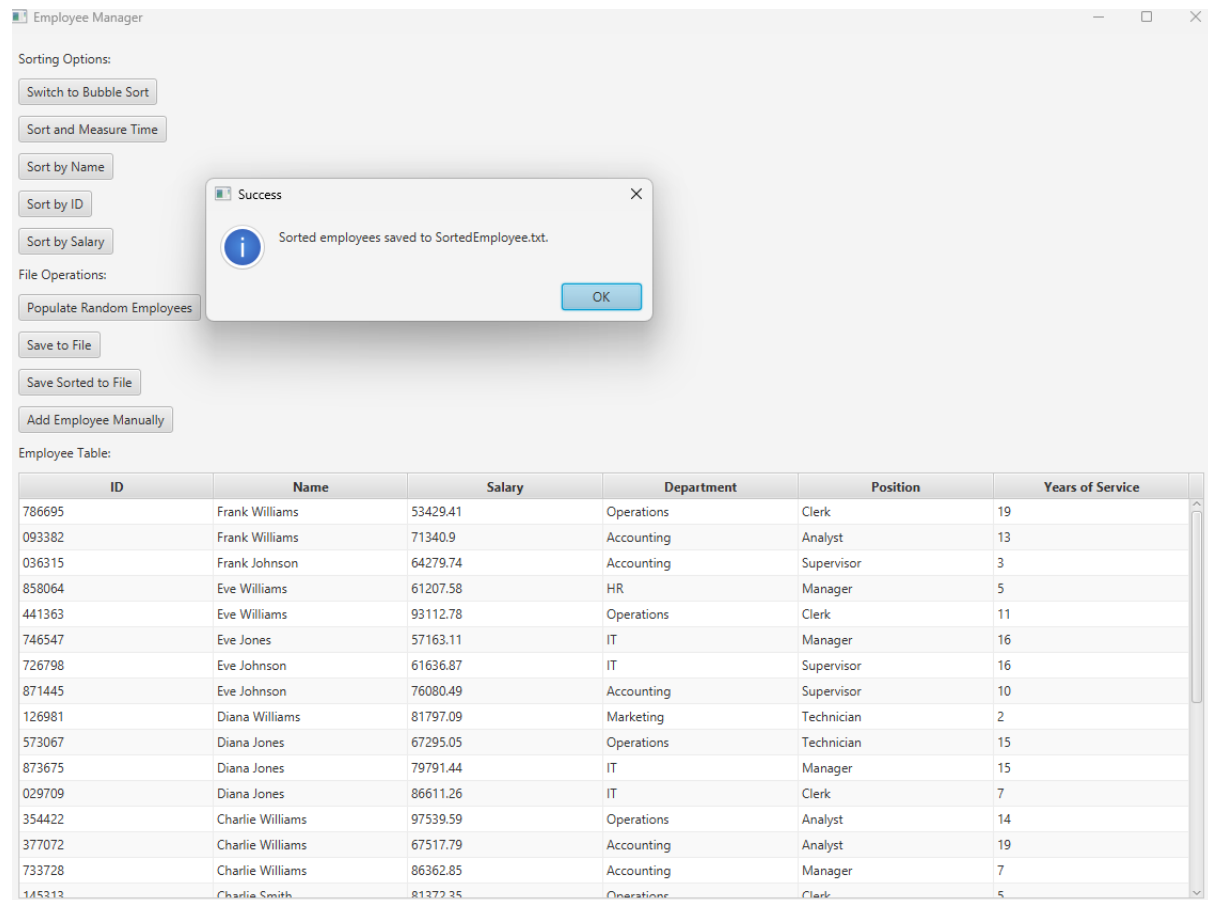 Employee Manager
Sorting Options:
Switch to Bubble Sort
Sort and Measure Time
Sort by Name
Sort by ID
Sort by Salary
File Operations:
Populate Random Employees
Save to File
Save Sorted to File
Add Employee Manually
Success
Sorted employees saved to SortedEmployee.txt.
OK
Employee Table:
ID Name Salary Department Position Years of Service
786695 Frank Williams 53429.41 Operations Clerk 19
093382 Frank Williams 71340.9 Accounting Analyst 13
036315 Frank Johnson 64279.74 Accounting Supervisor 3
858064 Eve Williams 61207.58 HR Manager 5
441363 Eve Williams 93112.78 Operations Clerk 11
746547 Eve Jones 57163.11 IT Manager 16
726798 Eve Johnson 61636.87 IT Supervisor 16
871445 Eve Johnson 76080.49 Accounting Supervisor 10
126981 Diana Williams 81797.09 Marketing Technician 2
573067 Diana Jones 67295.05 Operations Technician 15
873675 Diana Jones 79791.44 IT Manager 15
029709 Diana Jones 86611.26 IT Clerk 7
354422 Charlie Williams 97539.59 Operations Analyst 14
377072 Charlie Williams 67517.79 Accounting Analyst 19
733728 Charlie Williams 86362.85 Accounting Manager 7
145313 Charlie Smith 81372.35 Operations Clerk 5